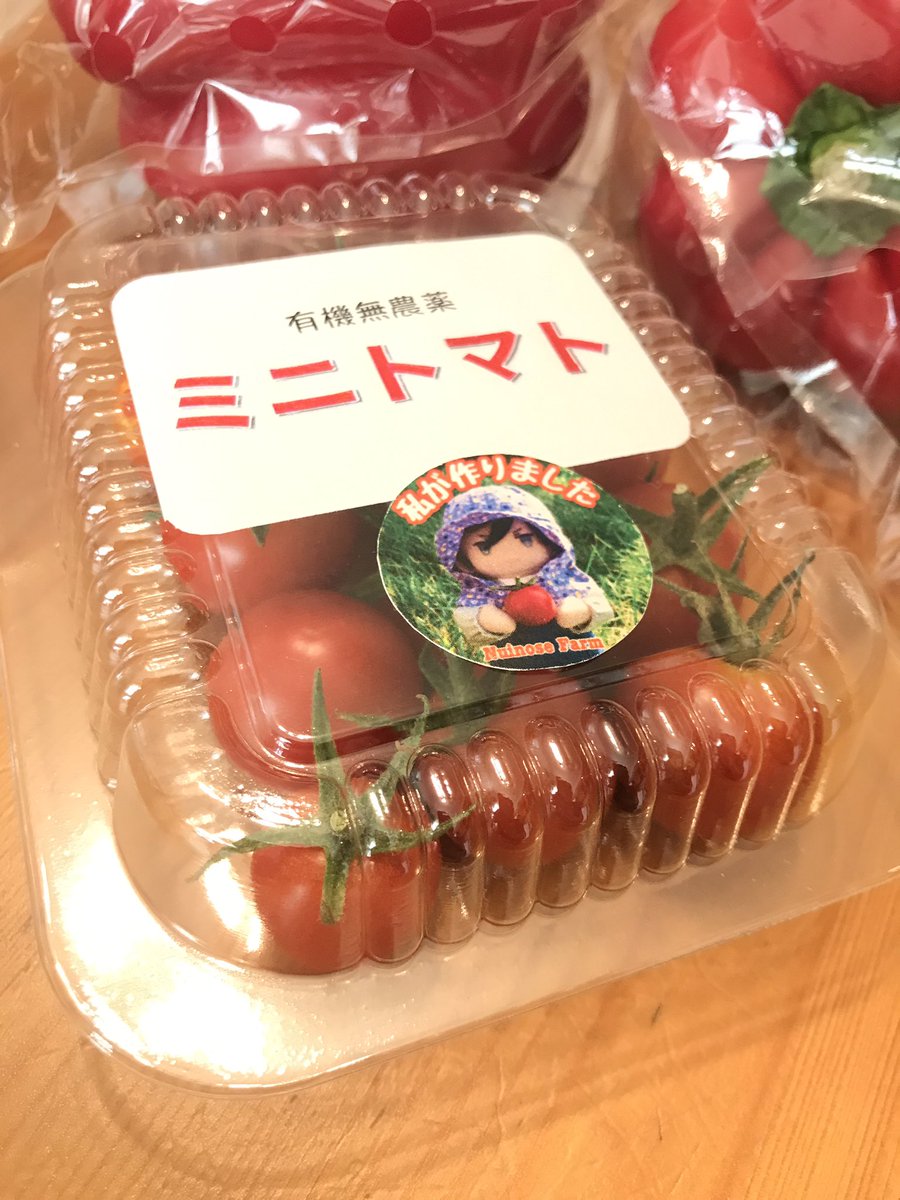 有機無農薬
ミニトマト
私が作りました
Nuinose Farm